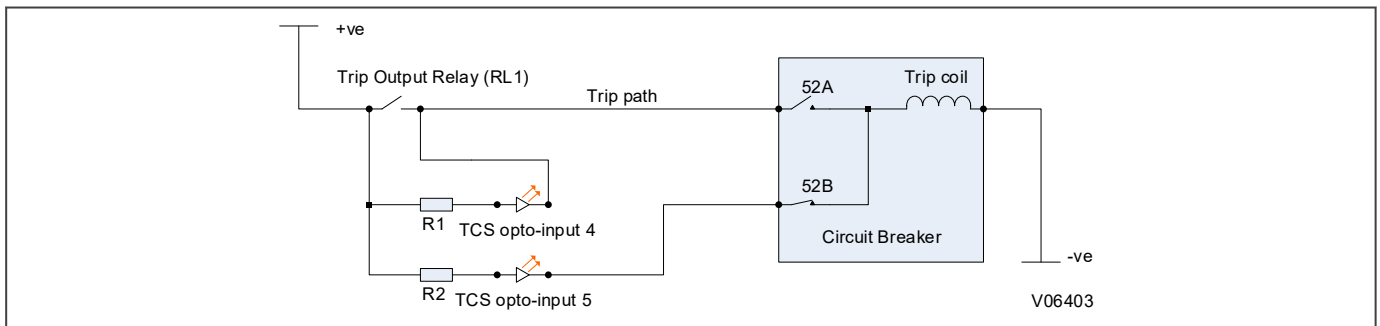 +ve
Trip Output Relay (RL1)
Trip path
52A
Trip coil
R1
TCS opto-input 4
52B
Circuit Breaker
R2
TCS opto-input 5
-ve
V06403